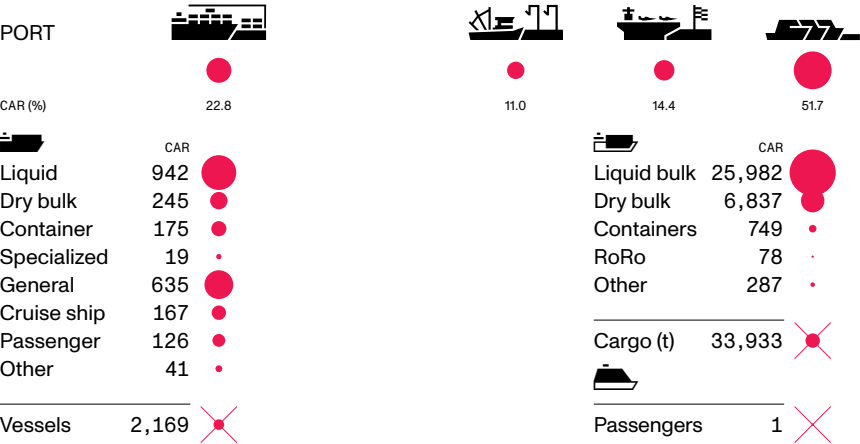 PORT
CAR (%) 22.8 11.0 14.4 51.7
CAR
Liquid 942
Dry bulk 245
Container 175
Specialized 19
General 635
Cruise ship 167
Passenger 126
Other 41
Vessels 2,169
CAR
Liquid bulk 25,982
Dry bulk 6,837
Containers 749
RoRo 78
Other 287
Cargo (t) 33,933
Passengers 1